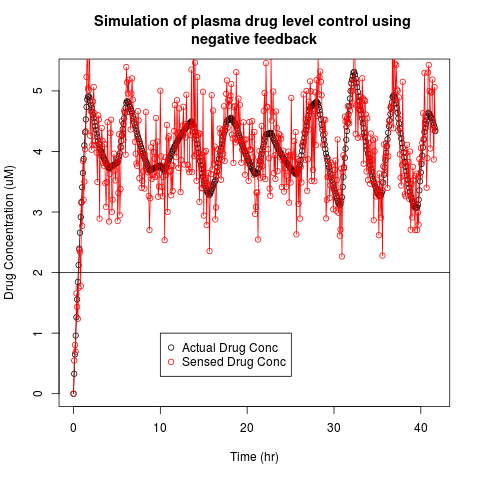 Simulation of plasma drug level control using
negative feedback
Drug Concentration (uM)
5
4
3
2
1
0
Actual Drug Conc
Sensed Drug Conc
0 10 20 30 40
Time (hr)